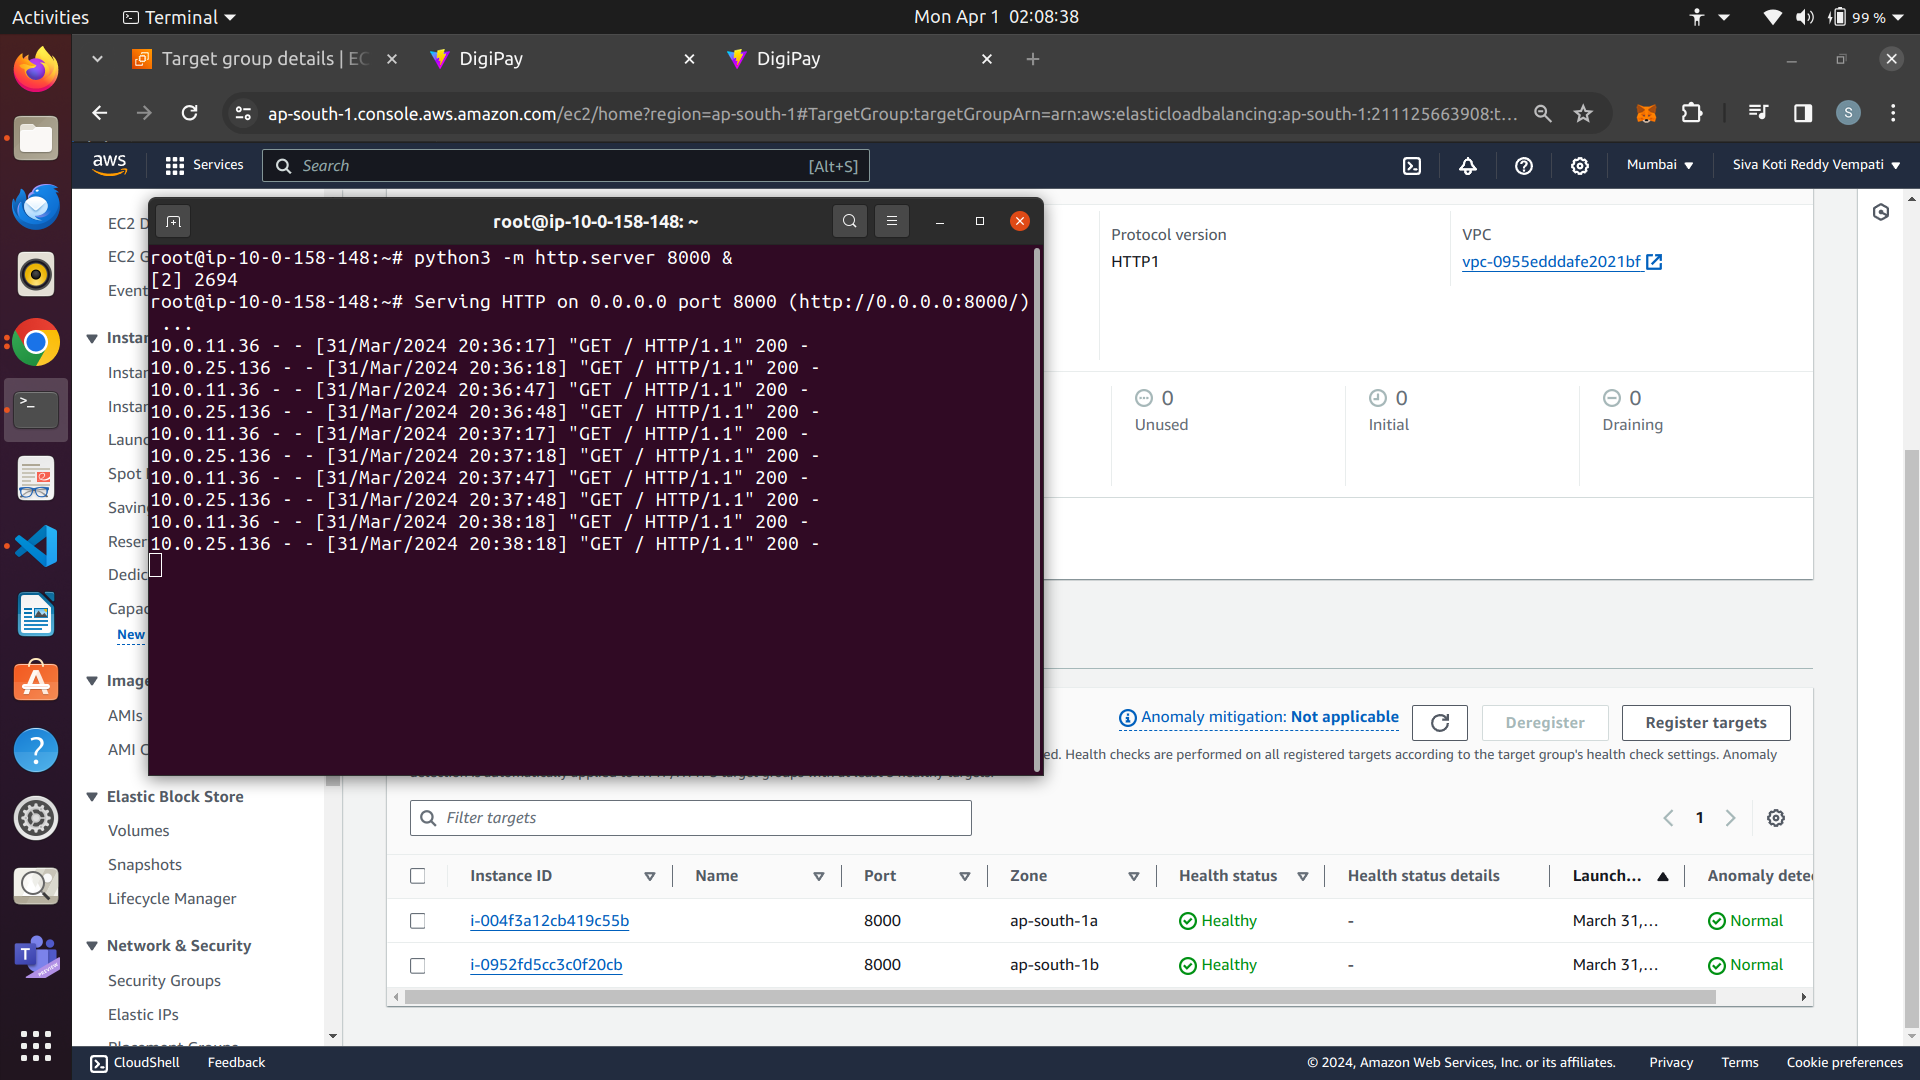 Activities
Terminal
Mon Apr 1 02:08:38
99 %
Target group details | EC
DigiPay
DigiPay
ap-south-1.console.aws.amazon.com/ec2/home?region=ap-south-1#TargetGroup:targetGroupArn=arn:aws:elasticloadbalancing:ap-south-1:211125663908:t...
S
aws
Services
Search
[Alt+S]
Mumbai
Siva Koti Reddy Vempati
EC2 D
EC2 G
Event
Instan
Instan
Instan
Launc
Spot
Savin
Reser
Dedic
Capac
New
Image
AMIs
AMI C
Elastic Block Store
Volumes
Snapshots
Lifecycle Manager
Network & Security
Security Groups
Elastic IPs
root@ip-10-0-158-148: ~
root@ip-10-0-158-148:~# python3 -m http.server 8000 &
[2] 2694
root@ip-10-0-158-148:~# Serving HTTP on 0.0.0.0 port 8000 (http://0.0.0.0:8000/)
...
10.0.11.36 - - [31/Mar/2024 20:36:17] "GET / HTTP/1.1" 200 -
10.0.25.136 - - [31/Mar/2024 20:36:18] "GET / HTTP/1.1" 200 -
10.0.11.36 - - [31/Mar/2024 20:36:47] "GET / HTTP/1.1" 200 -
10.0.25.136 - - [31/Mar/2024 20:36:48] "GET / HTTP/1.1" 200 -
10.0.11.36 - - [31/Mar/2024 20:37:17] "GET / HTTP/1.1" 200 -
10.0.25.136 - - [31/Mar/2024 20:37:18] "GET / HTTP/1.1" 200 -
10.0.11.36 - - [31/Mar/2024 20:37:47] "GET / HTTP/1.1" 200 -
10.0.25.136 - - [31/Mar/2024 20:37:48] "GET / HTTP/1.1" 200 -
10.0.11.36 - - [31/Mar/2024 20:38:18] "GET / HTTP/1.1" 200 -
10.0.25.136 - - [31/Mar/2024 20:38:18] "GET / HTTP/1.1" 200 -
Protocol version
HTTP1
VPC
vpc-0955edddafe2021bf
0
Unused
0
Initial
0
Draining
Anomaly mitigation: Not applicable
Deregister
Register targets
ed. Health checks are performed on all registered targets according to the target group's health check settings. Anomaly
Filter targets
1
Instance ID Name Port Zone Health status Health status details Launch... Anomaly dete
i-004f3a12cb419c55b 8000 ap-south-1a Healthy - March 31,... Normal
i-0952fd5cc3c0f20cb 8000 ap-south-1b Healthy - March 31,... Normal
CloudShell
Feedback
© 2024, Amazon Web Services, Inc. or its affiliates.
Privacy
Terms
Cookie preferences